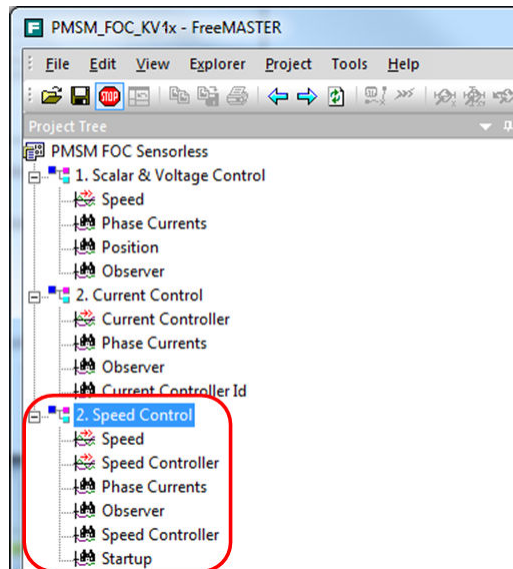 PMSM_FOC_KV1x - FreeMASTER
File Edit View Explorer Project Tools Help
STOP
Project Tree
PMSM FOC Sensorless
1. Scalar & Voltage Control
Speed
Phase Currents
Position
Observer
2. Current Control
Current Controller
Phase Currents
Observer
Current Controller Id
2. Speed Control
Speed
Speed Controller
Phase Currents
Observer
Speed Controller
Startup